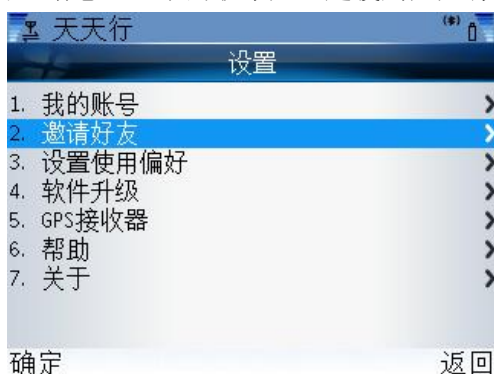 天天行
设置
1. 我的账号
2. 邀请好友
3. 设置使用偏好
4. 软件升级
5. GPS接收器
6. 帮助
7. 关于
确定 返回